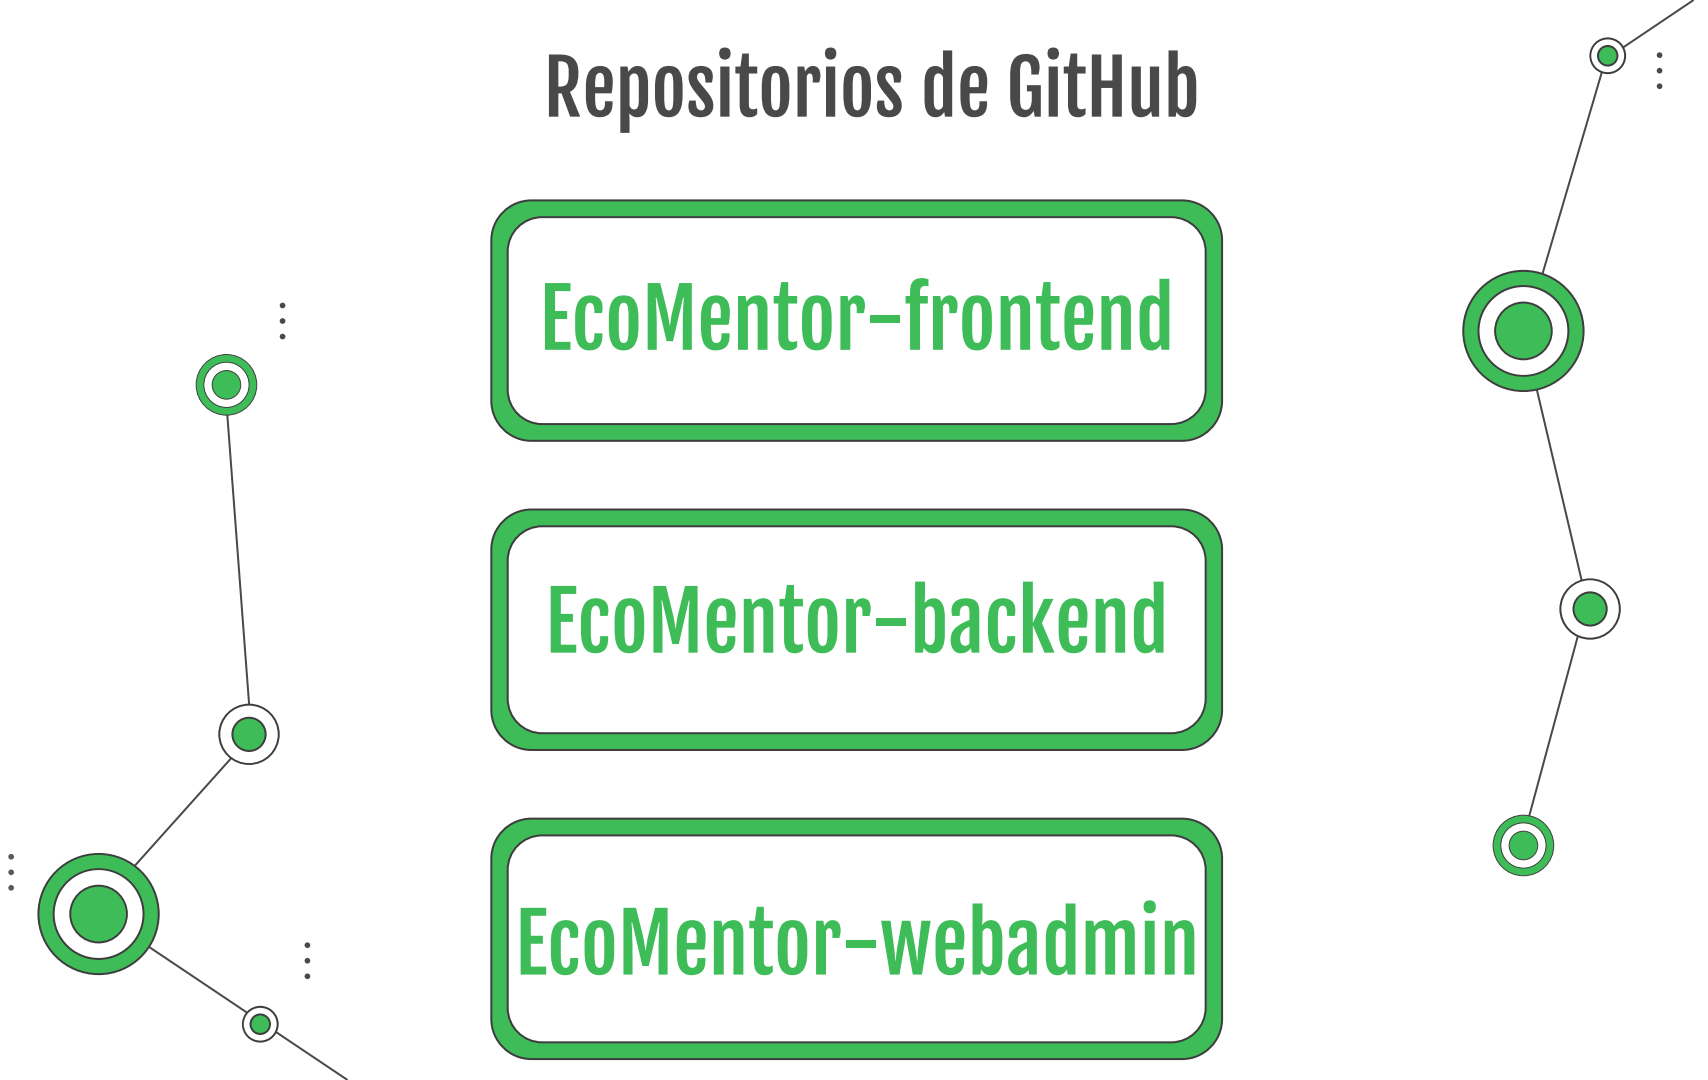 Repositorios de GitHub
EcoMentor-frontend
EcoMentor-backend
EcoMentor-webadmin